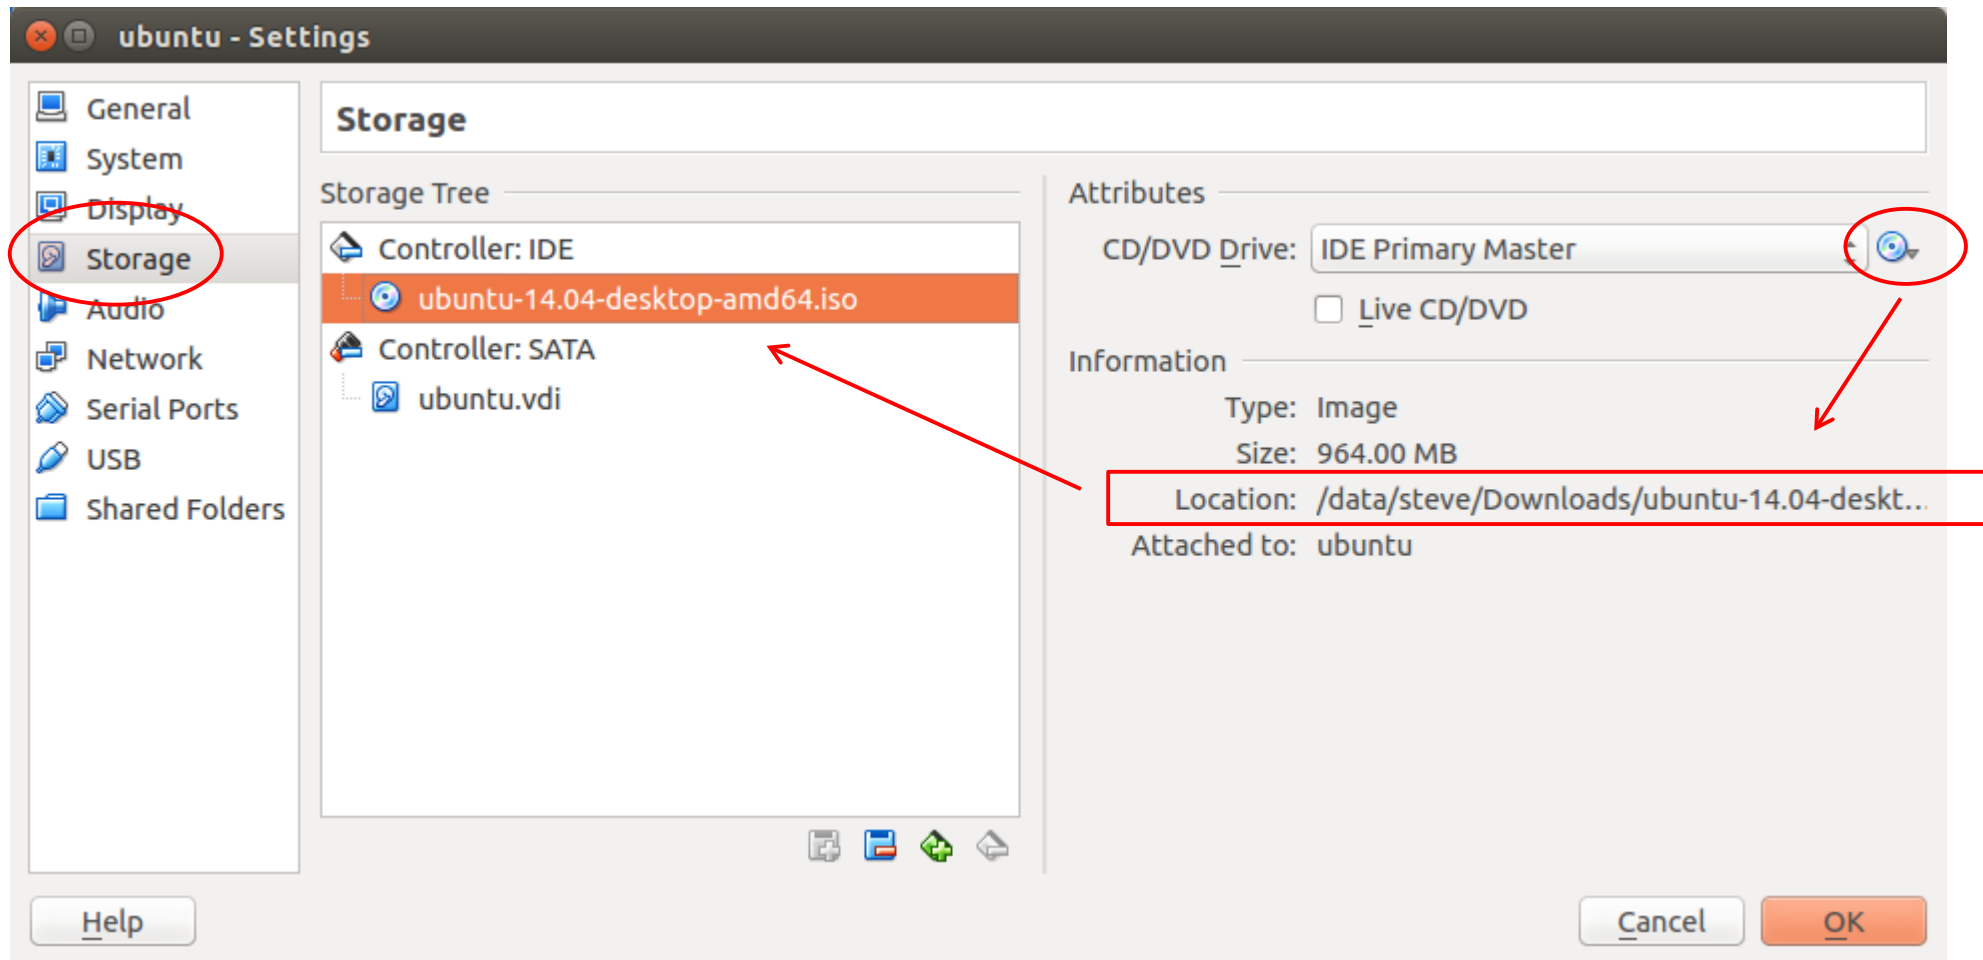 ubuntu - Settings
General
System
Display
Storage
Audio
Network
Serial Ports
USB
Shared Folders
Storage
Storage Tree
Controller: IDE
ubuntu-14.04-desktop-amd64.iso
Controller: SATA
ubuntu.vdi
Attributes
CD/DVD Drive: IDE Primary Master
Live CD/DVD
Information
Type: Image
Size: 964.00 MB
Location: /data/steve/Downloads/ubuntu-14.04-deskt...
Attached to: ubuntu
Help
Cancel
OK